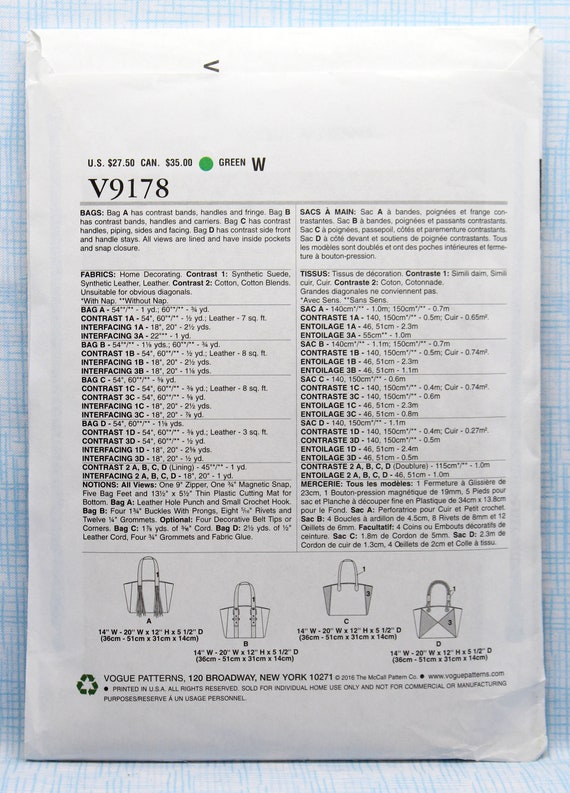 U.S. $27.50 CAN. $35.00 GREEN W
V9178
BAGS: Bag A has contrast bands, handles and fringe. Bag B
has contrast bands, handles and carriers. Bag C has contrast
handles, piping, sides and facing. Bag D has contrast side front
and handle stays. All views are lined and have inside pockets
and snap closure.
SACS À MAIN: Sac A à bandes, poignées et frange con-
trastantes. Sac B à bandes, poignées et passants contrastants.
Sac C à poignées, passepoil, côtés et parementure contrastants.
Sac D à côté devant et soutiens de poignée contrastants. Tous
les modèles sont doublés et ont des poches intérieures et ferme-
ture à bouton-pression.
FABRICS: Home Decorating. Contrast 1: Synthetic Suede,
Synthetic Leather, Leather. Contrast 2: Cotton, Cotton Blends.
Unsuitable for obvious diagonals.
*With Nap. **Without Nap.
BAG A - 54"*/** - 1 yd.; 60"*/** - ¾ yd.
CONTRAST 1A - 54", 60"*/** - ½ yd.; Leather - 7 sq. ft.
INTERFACING 1A - 18", 20" - 2½ yds.
INTERFACING 3A - 22"** - 1 yd.
BAG B - 54"*/** - 1⅛ yds.; 60"*/** - ¾ yd.
CONTRAST 1B - 54", 60"*/** - ½ yd.; Leather - 8 sq. ft.
INTERFACING 1B - 18", 20" - 2½ yds.
INTERFACING 3B - 18", 20" - 1¼ yds.
BAG C - 54", 60"*/** - ⅝ yd.
CONTRAST 1C - 54", 60"*/** - ⅜ yd.; Leather - 8 sq. ft.
CONTRAST 3C - 54", 60"*/** - ⅝ yd.
INTERFACING 1C - 18", 20" - 2½ yds.
INTERFACING 3C - 18", 20" - ⅞ yd.
BAG D - 54", 60"*/** - 1⅛ yds.
CONTRAST 1D - 54", 60"*/** - ⅜ yd.; Leather - 3 sq. ft.
CONTRAST 3D - 54", 60"*/** - ½ yd.
INTERFACING 1D - 18", 20" - 2⅝ yds.
INTERFACING 3D - 18", 20" - ½ yd.
CONTRAST 2 A, B, C, D (Lining) - 45"*/** - 1 yd.
INTERFACING 2 A, B, C, D - 18", 20" - 1 yd.
NOTIONS: All Views: One 9" Zipper, One ¾" Magnetic Snap,
Five Bag Feet and 13½" x 5½" Thin Plastic Cutting Mat for
Bottom. Bag A: Leather Hole Punch and Small Crochet Hook.
Bag B: Four 1¾" Buckles With Prongs, Eight 5/16" Rivets and
Twelve ¼" Grommets. Optional: Four Decorative Belt Tips or
Corners. Bag C: 1⅞ yds. of Cord. Bag D: 2½ yds. of ½"
Leather Cord, Four ¾" Grommets and Fabric Glue.
TISSUS: Tissus de décoration. Contraste 1: Simili daim, Simili
cuir, Cuir. Contraste 2: Coton, Cotonnade.
Grandes diagonales ne conviennent pas.
*Avec Sens. **Sans Sens.
SAC A - 140cm*/** - 1.0m; 150cm*/** - 0.7m
CONTRASTE 1A - 140, 150cm*/** - 0.5m; Cuir - 0.65m².
ENTOILAGE 1A - 46, 51cm - 2.3m
ENTOILAGE 3A - 55cm** - 1.0m
SAC B - 140cm*/** - 1.1m; 150cm*/** - 0.7m
CONTRASTE 1B - 140, 150cm*/** - 0.5m; Cuir - 0.74m².
ENTOILAGE 1B - 46, 51cm - 2.3m
ENTOILAGE 3B - 46, 51cm - 1.1m
SAC C - 140, 150cm*/** - 0.6m
CONTRASTE 1C - 140, 150cm*/** - 0.4m; Cuir - 0.74m².
CONTRASTE 3C - 140, 150cm*/** - 0.6m
ENTOILAGE 1C - 46, 51cm - 2.3m
ENTOILAGE 3C - 46, 51cm - 0.8m
SAC D - 140, 150cm*/** - 1.1m
CONTRASTE 1D - 140, 150cm*/** - 0.4m; Cuir - 0.27m².
CONTRASTE 3D - 140, 150cm*/** - 0.5m
ENTOILAGE 1D - 46, 51cm - 2.4m
ENTOILAGE 3D - 46, 51cm - 0.5m
CONTRASTE 2 A, B, C, D (Doublure) - 115cm*/** - 1.0m
ENTOILAGE 2 A, B, C, D - 46, 51cm - 1.0m
MERCERIE: Tous les modèles: 1 Fermeture à Glissière de
23cm, 1 Bouton-pression magnétique de 19mm, 5 Pieds pour
sac et Planche à découper fine en Plastique de 34cm x 13.8cm
pour le Fond. Sac A: Perforatrice pour Cuir et Petit crochet.
Sac B: 4 Boucles à ardillon de 4.5cm, 8 Rivets de 8mm et 12
Oeillets de 6mm. Facultatif: 4 Coins ou Embouts décoratifs de
ceinture. Sac C: 1.8m de Cordon de 5mm. Sac D: 2.3m de
Cordon de cuir de 1.3cm, 4 Oeillets de 2cm et Colle à tissu.
1
A
14" W - 20" W x 12" H x 5 1/2" D
(36cm - 51cm x 31cm x 14cm)
1
B
14" W - 20" W x 12" H x 5 1/2" D
(36cm - 51cm x 31cm x 14cm)
1
3
C
14" W - 20" W x 12" H x 5 1/2" D
(36cm - 51cm x 31cm x 14cm)
1
3
D
14" W - 20" W x 12" H x 5 1/2" D
(36cm - 51cm x 31cm x 14cm)
VOGUE PATTERNS, 120 BROADWAY, NEW YORK 10271 © 2016 The McCall Pattern Co. ● www.voguepatterns.com ●
● PRINTED IN U.S.A. ALL RIGHTS RESERVED. SOLD FOR INDIVIDUAL HOME USE ONLY AND NOT FOR COMMERCIAL OR MANUFACTURING
PURPOSES/RESERVÉ À UN USAGE PERSONNEL.